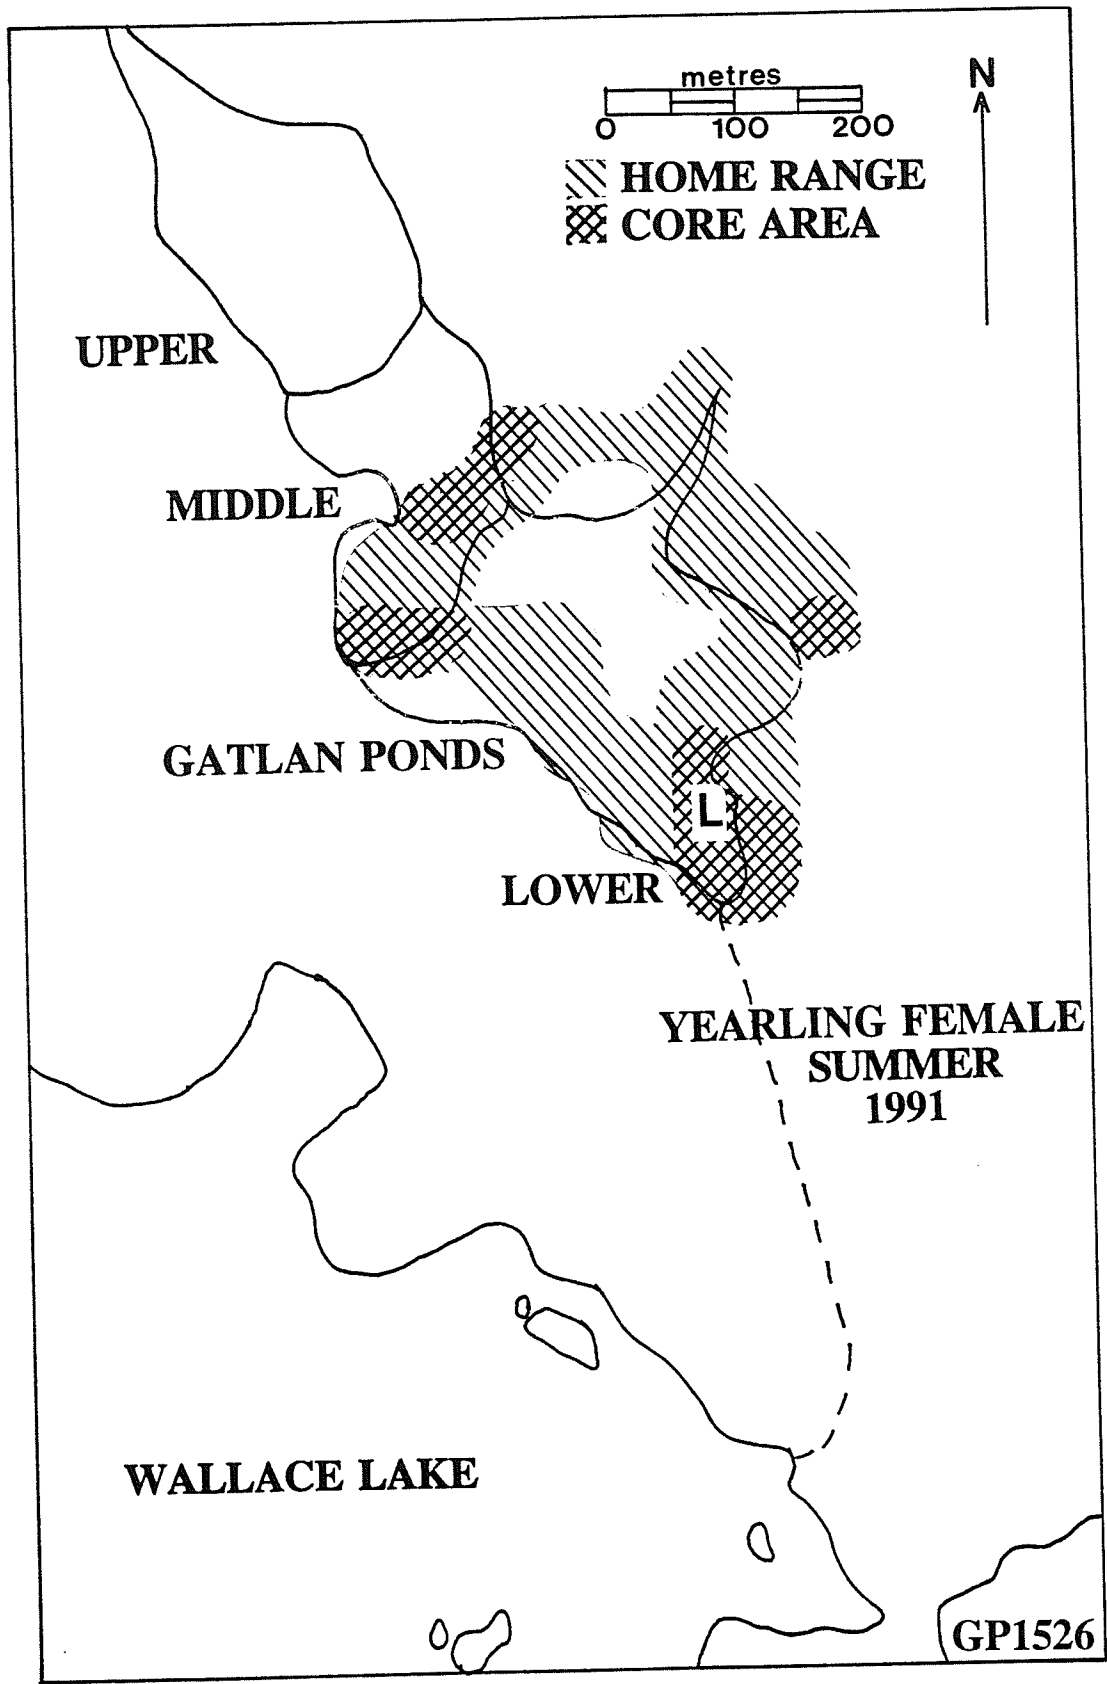 metres
N
0 100 200
HOME RANGE
CORE AREA
UPPER
MIDDLE
GATLAN PONDS
L
LOWER
YEARLING FEMALE
SUMMER
1991
WALLACE LAKE
GP1526